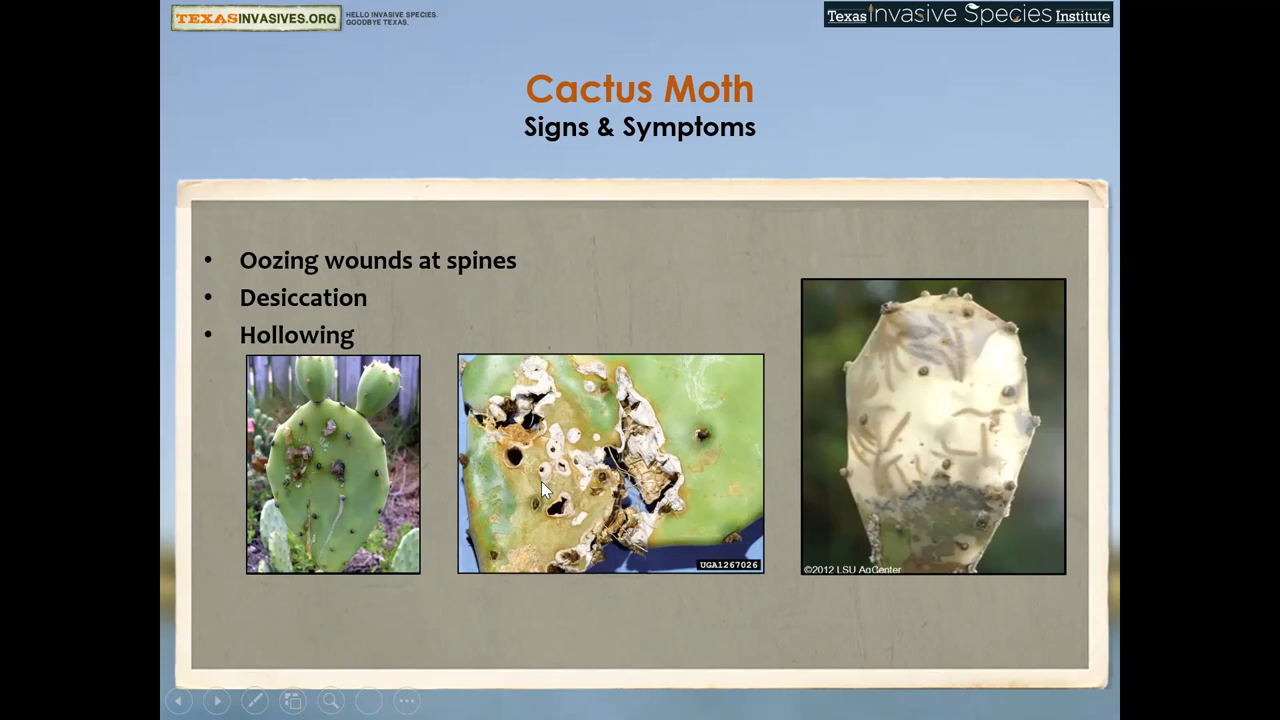 TEXASINVASIVES.ORG
HELLO INVASIVE SPECIES.
GOODBYE TEXAS.
Texas Invasive Species Institute
Cactus Moth
Signs & Symptoms
• Oozing wounds at spines
• Desiccation
• Hollowing
UGA1267026
©2012 LSU AgCenter